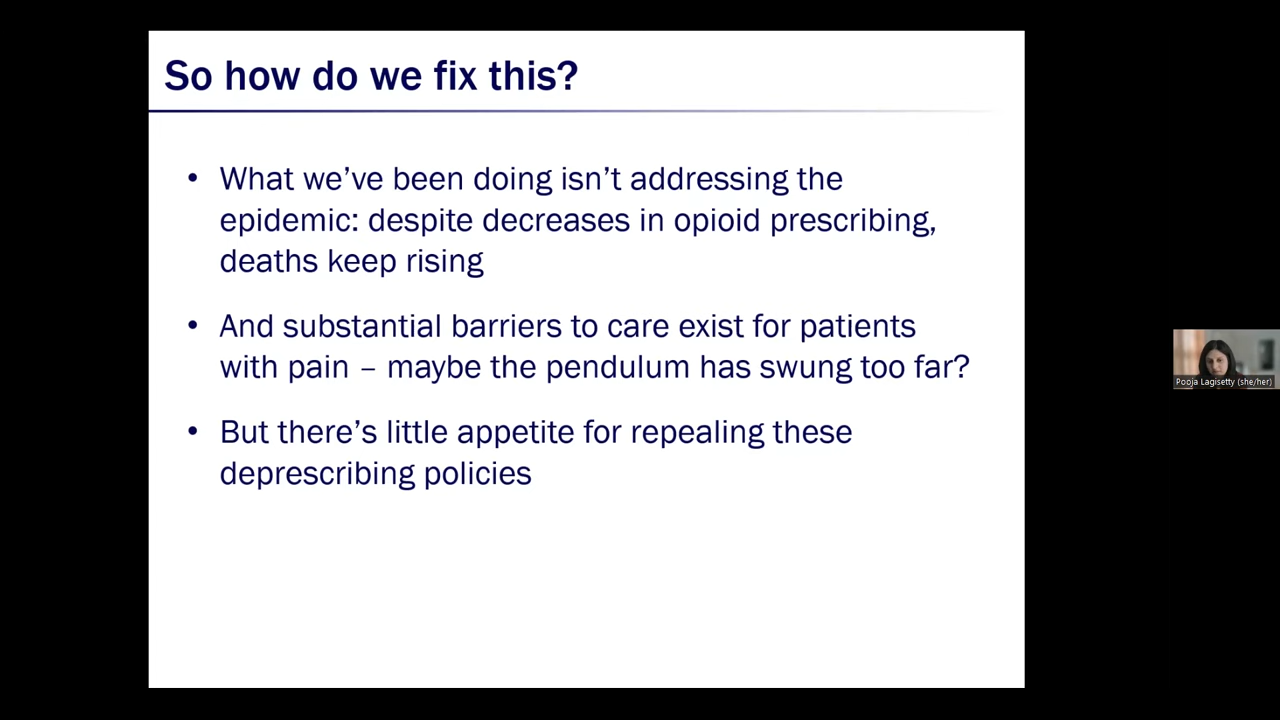 So how do we fix this?
• What we’ve been doing isn’t addressing the
epidemic: despite decreases in opioid prescribing,
deaths keep rising
• And substantial barriers to care exist for patients
with pain – maybe the pendulum has swung too far?
• But there’s little appetite for repealing these
deprescribing policies
Pooja Lagisetty (she/her)